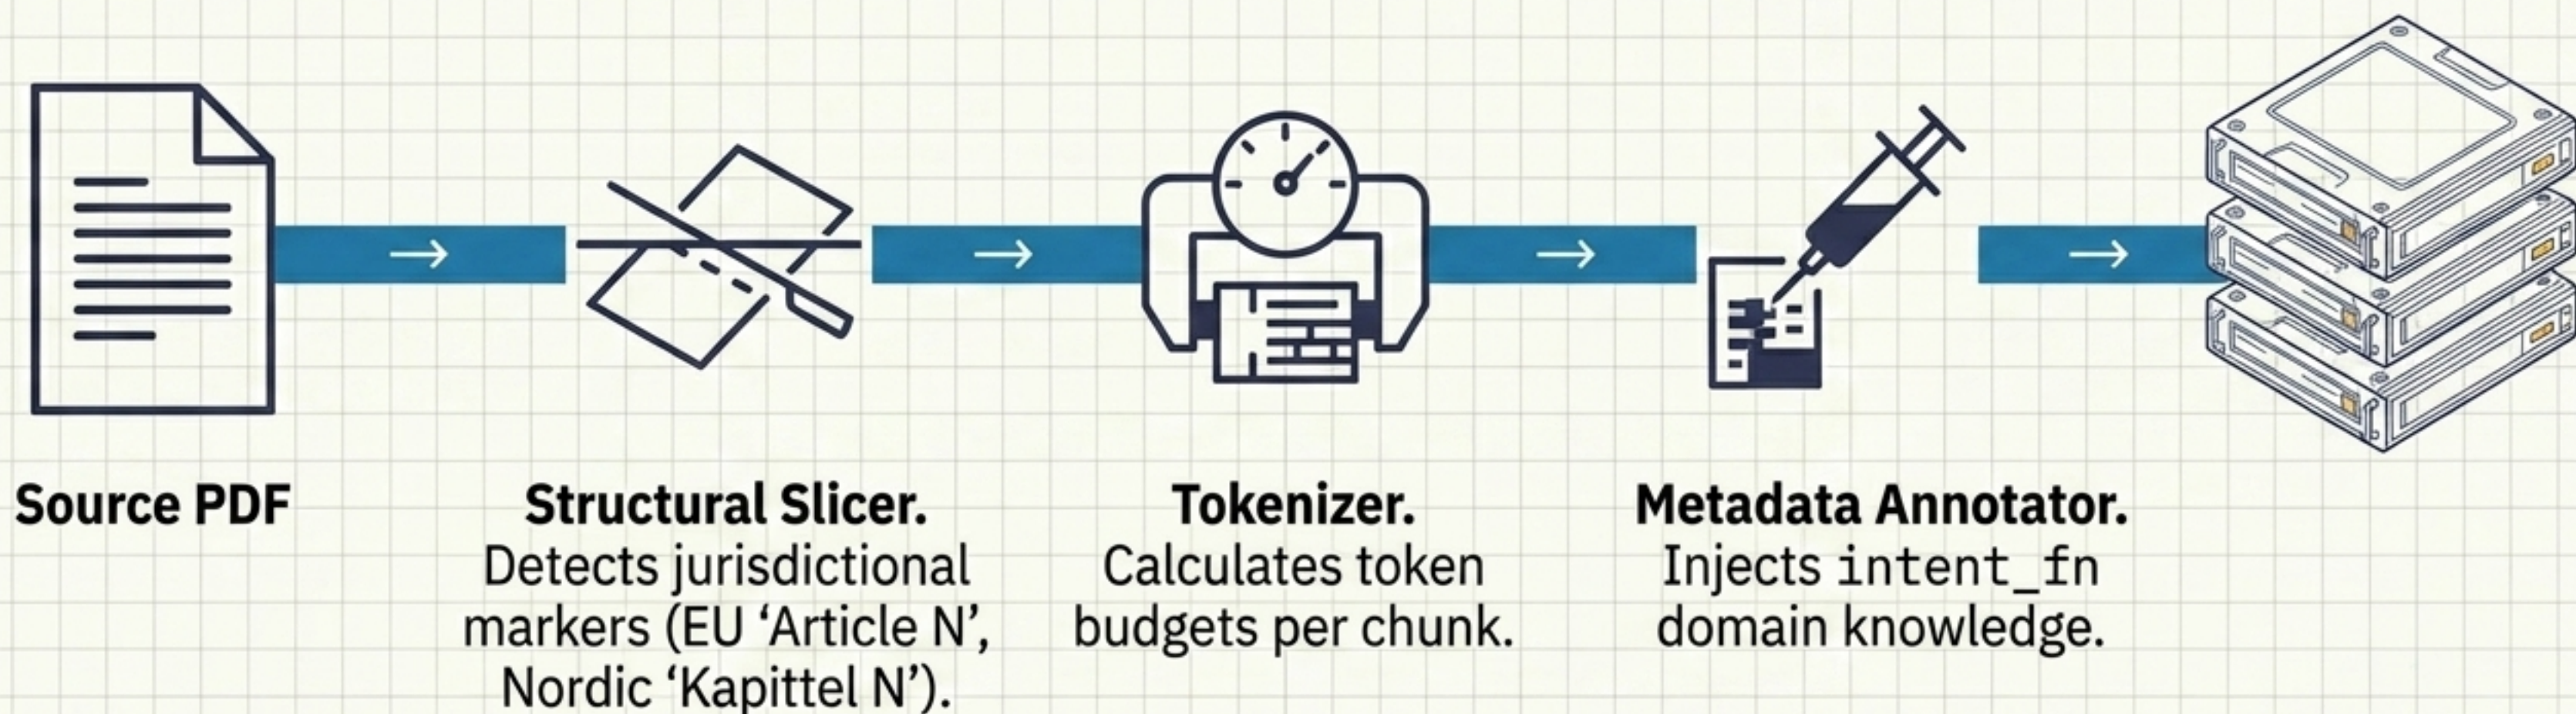 Source PDF
Structural Slicer.
Detects jurisdictional
markers (EU ‘Article N’,
Nordic ‘Kapittel N’).
Tokenizer.
Calculates token
budgets per chunk.
Metadata Annotator.
Injects intent_fn
domain knowledge.